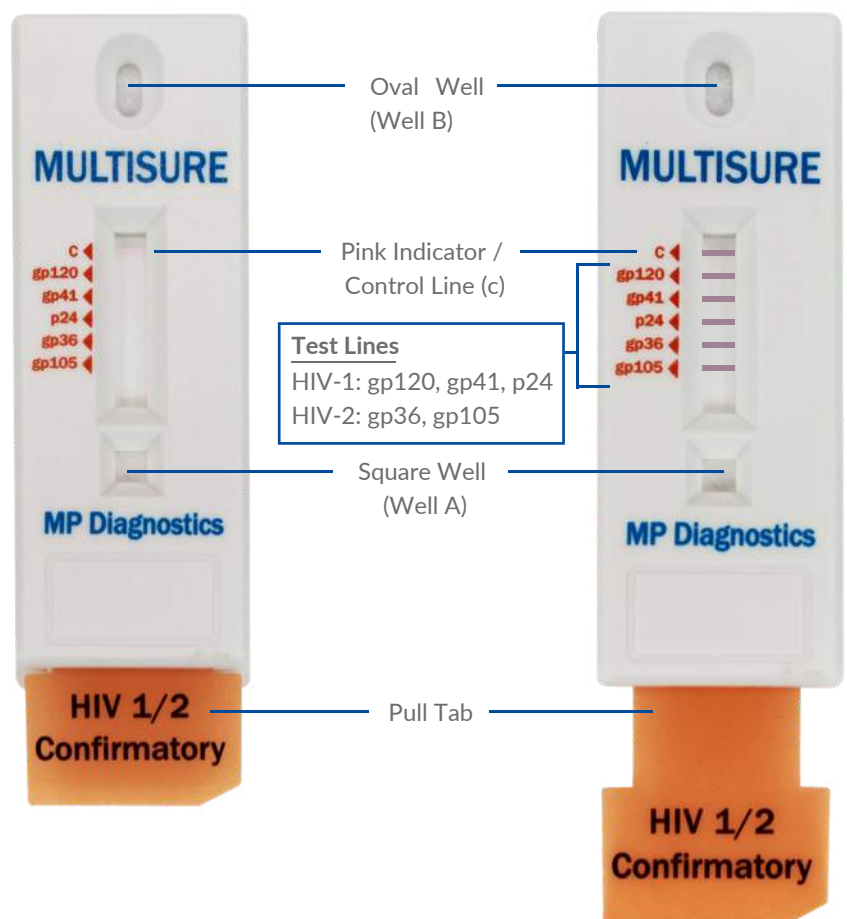 Oval Well
(Well B)
MULTISURE
MULTISURE
C
gp120
gp41
p24
gp36
gp105
Pink Indicator /
Control Line (c)
C
gp120
gp41
p24
gp36
gp105
Test Lines
HIV-1: gp120, gp41, p24
HIV-2: gp36, gp105
Square Well
(Well A)
MP Diagnostics
MP Diagnostics
HIV 1/2
Confirmatory
Pull Tab
HIV 1/2
Confirmatory